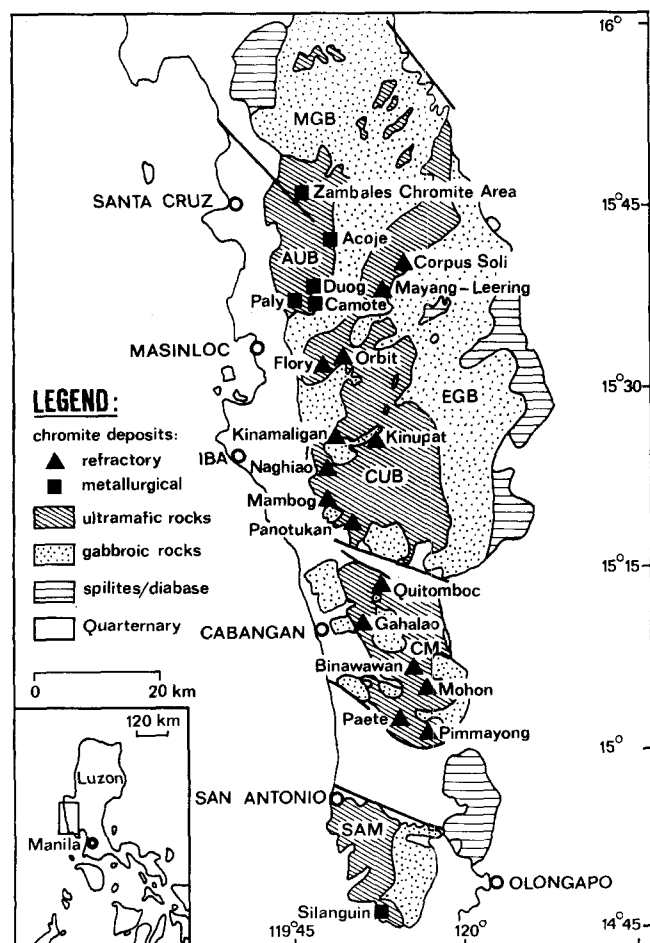 16°
MGB
Zambales Chromite Area
SANTA CRUZ
15°45
Acoje
AUB
Corpus Soli
Duog
Mayang-Leering
Paly
Camote
MASINLOC
Orbit
Flory
15°30
EGB
LEGEND:
chromite deposits:
refractory
metallurgical
ultramafic rocks
gabbroic rocks
spilites/diabase
Quarternary
0 20 km
Kinamaligan
Kinupat
IBA
Naghiao
CUB
Mambog
Panotukan
15°15
Quitomboc
Gahalao
CABANGAN
CM
Binawawan
Mohon
Paete
Pimmayong
15°
120 km
Luzon
Manila
SAN ANTONIO
SAM
OLONGAPO
Silanguin
119°45
120°
14°45